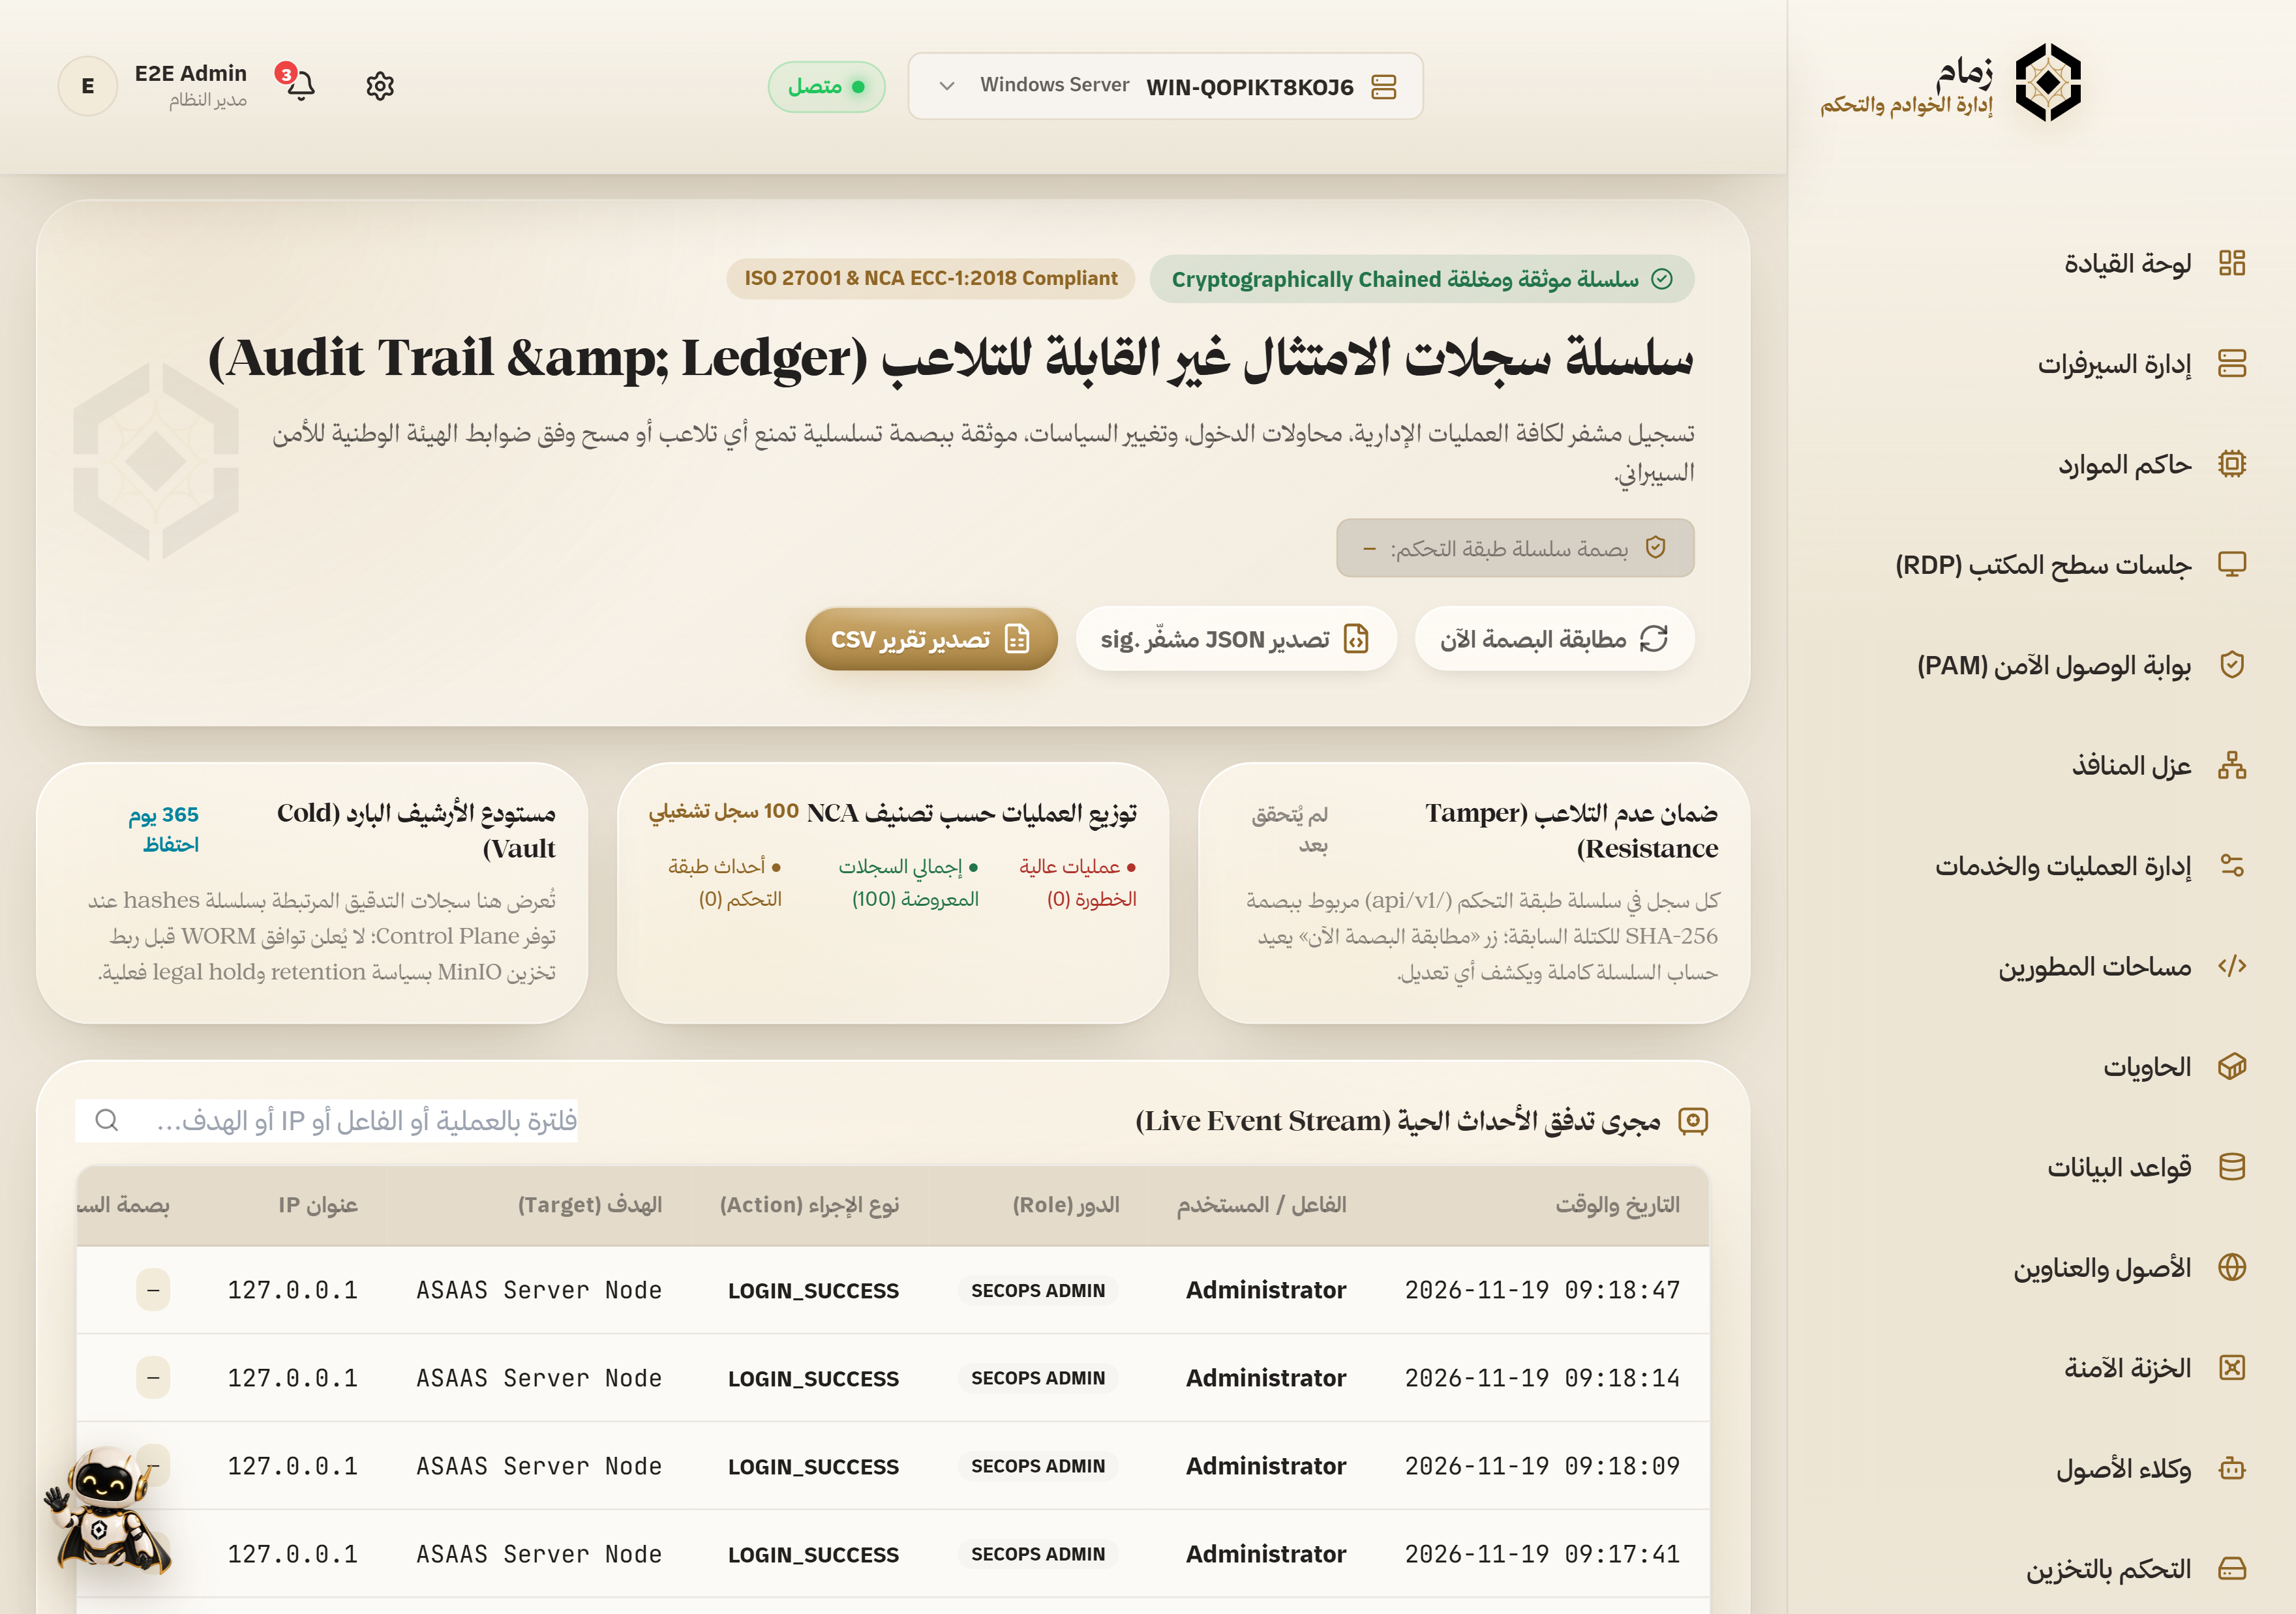 زمام
إدارة الخوادم والتحكم
WIN-QOPIKT8KOJ6 Windows Server
متصل
3
E2E Admin
مدير النظام
E
لوحة القيادة
إدارة السيرفرات
حاكم الموارد
جلسات سطح المكتب (RDP)
بوابة الوصول الآمن (PAM)
عزل المنافذ
إدارة العمليات والخدمات
مساحات المطورين
الحاويات
قواعد البيانات
الأصول والعناوين
الخزنة الآمنة
وكلاء الأصول
التحكم بالتخزين
سلسلة موثقة ومغلقة Cryptographically Chained
ISO 27001 & NCA ECC-1:2018 Compliant
سلسلة سجلات الامتثال غير القابلة للتلاعب (Audit Trail &amp; Ledger)
تسجيل مشفر لكافة العمليات الإدارية، محاولات الدخول، وتغيير السياسات، موثقة ببصمة تسلسلية تمنع أي تلاعب أو مسح وفق ضوابط الهيئة الوطنية للأمن
السيبراني.
بصمة سلسلة طبقة التحكم: –
مطابقة البصمة الآن
تصدير JSON مشفّر .sig
تصدير تقرير CSV
ضمان عدم التلاعب (Tamper
Resistance)
لم يُتحقق
بعد
كل سجل في سلسلة طبقة التحكم (/api/v1) مربوط ببصمة
SHA-256 للكتلة السابقة؛ زر «مطابقة البصمة الآن» يعيد
حساب السلسلة كاملة ويكشف أي تعديل.
توزيع العمليات حسب تصنيف NCA
100 سجل تشغيلي
● عمليات عالية
الخطورة (0)
● إجمالي السجلات
المعروضة (100)
● أحداث طبقة
التحكم (0)
مستودع الأرشيف البارد (Cold
Vault)
365 يوم
احتفاظ
تُعرض هنا سجلات التدقيق المرتبطة بسلسلة hashes عند
توفر Control Plane؛ لا يُعلن توافق WORM قبل ربط
تخزين MinIO بسياسة retention وlegal hold فعلية.
مجرى تدفق الأحداث الحية (Live Event Stream)
فلترة بالعملية أو الفاعل أو IP أو الهدف...
التاريخ والوقت الفاعل / المستخدم الدور (Role) نوع الإجراء (Action) الهدف (Target) عنوان IP بصمة
2026-11-19 09:18:47 Administrator SECOPS ADMIN LOGIN_SUCCESS ASAAS Server Node 127.0.0.1 –
2026-11-19 09:18:14 Administrator SECOPS ADMIN LOGIN_SUCCESS ASAAS Server Node 127.0.0.1 –
2026-11-19 09:18:09 Administrator SECOPS ADMIN LOGIN_SUCCESS ASAAS Server Node 127.0.0.1 –
2026-11-19 09:17:41 Administrator SECOPS ADMIN LOGIN_SUCCESS ASAAS Server Node 127.0.0.1